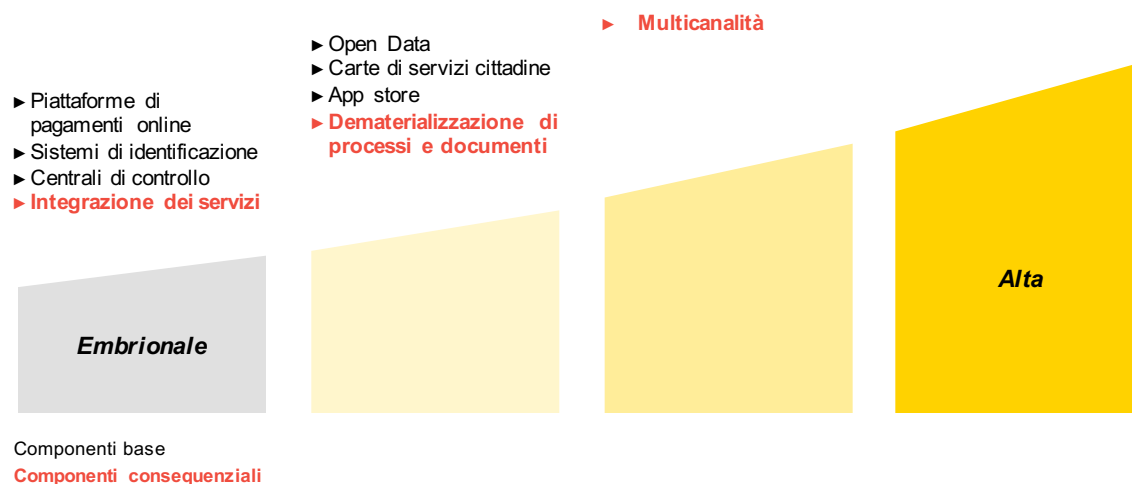 ► Piattaforme di
pagamenti online
► Sistemi di identificazione
► Centrali di controllo
► Integrazione dei servizi
► Open Data
► Carte di servizi cittadine
► App store
► Dematerializzazione di
processi e documenti
► Multicanalità
Embrionale
Alta
Componenti base
Componenti consequenziali